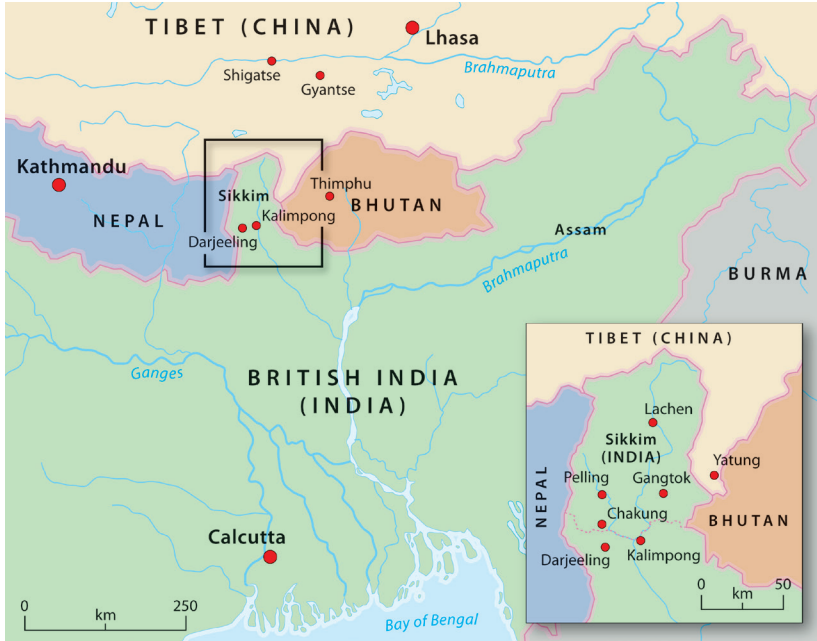 TIBET (CHINA)
Lhasa
Shigatse
Brahmaputra
Gyantse
Kathmandu
NEPAL
Sikkim
Kalimpong
Darjeeling
Thimphu
BHUTAN
Assam
Brahmaputra
BURMA
Ganges
BRITISH INDIA
(INDIA)
Calcutta
Bay of Bengal
0
km
250
TIBET (CHINA)
Lachen
Sikkim
(INDIA)
Yatung
Pelling
Gangtok
NEPAL
Chakung
BHUTAN
Darjeeling
Kalimpong
0
km
50